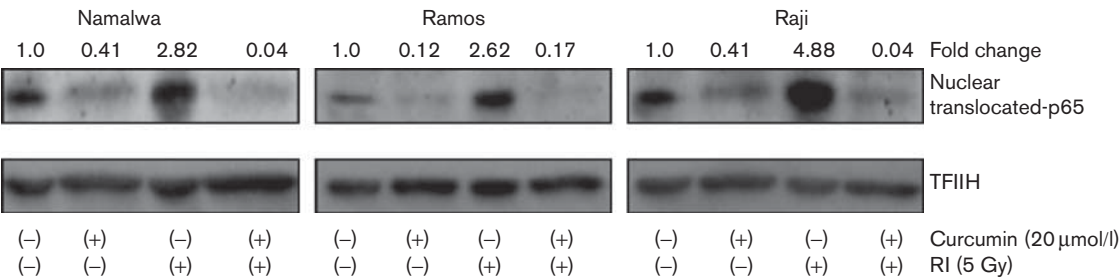 Namalwa Ramos Raji
1.0 0.41 2.82 0.04 1.0 0.12 2.62 0.17 1.0 0.41 4.88 0.04 Fold change
Nuclear
translocated-p65
TFIIH
(–) (+) (–) (+) (–) (+) (–) (+) (–) (+) (–) (+) Curcumin (20 μmol/l)
(–) (–) (+) (+) (–) (–) (+) (+) (–) (–) (+) (+) RI (5 Gy)